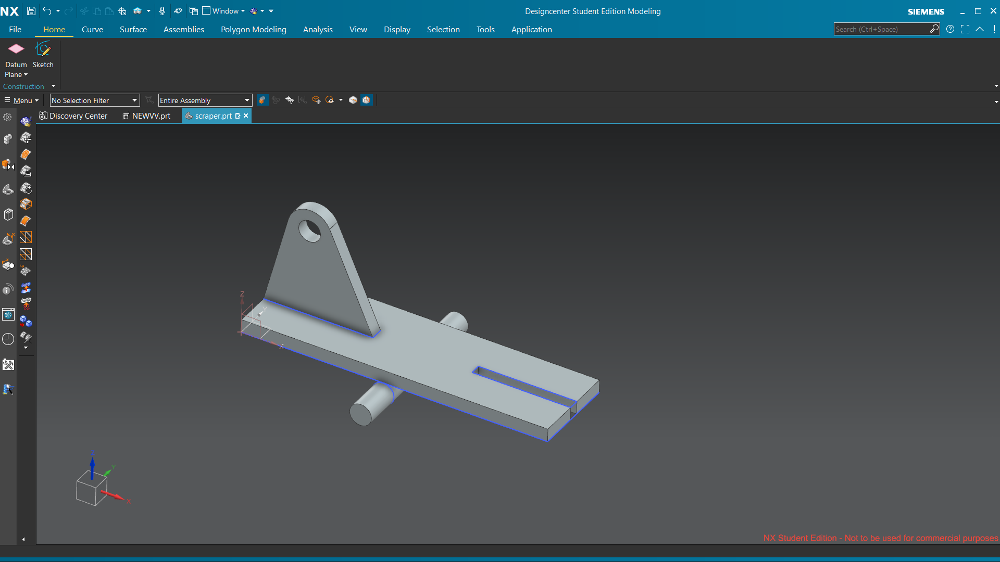 NX
Window
Designcenter Student Edition Modeling
SIEMENS
File
Home
Curve
Surface
Assemblies
Polygon Modeling
Analysis
View
Display
Selection
Tools
Application
Search (Ctrl+Space)
Datum
Plane
Sketch
Construction
Menu
No Selection Filter
Entire Assembly
Discovery Center
NEWVV.prt
scraper.prt
Z
Y
X
Z
Y
X
NX Student Edition - Not to be used for commercial purposes